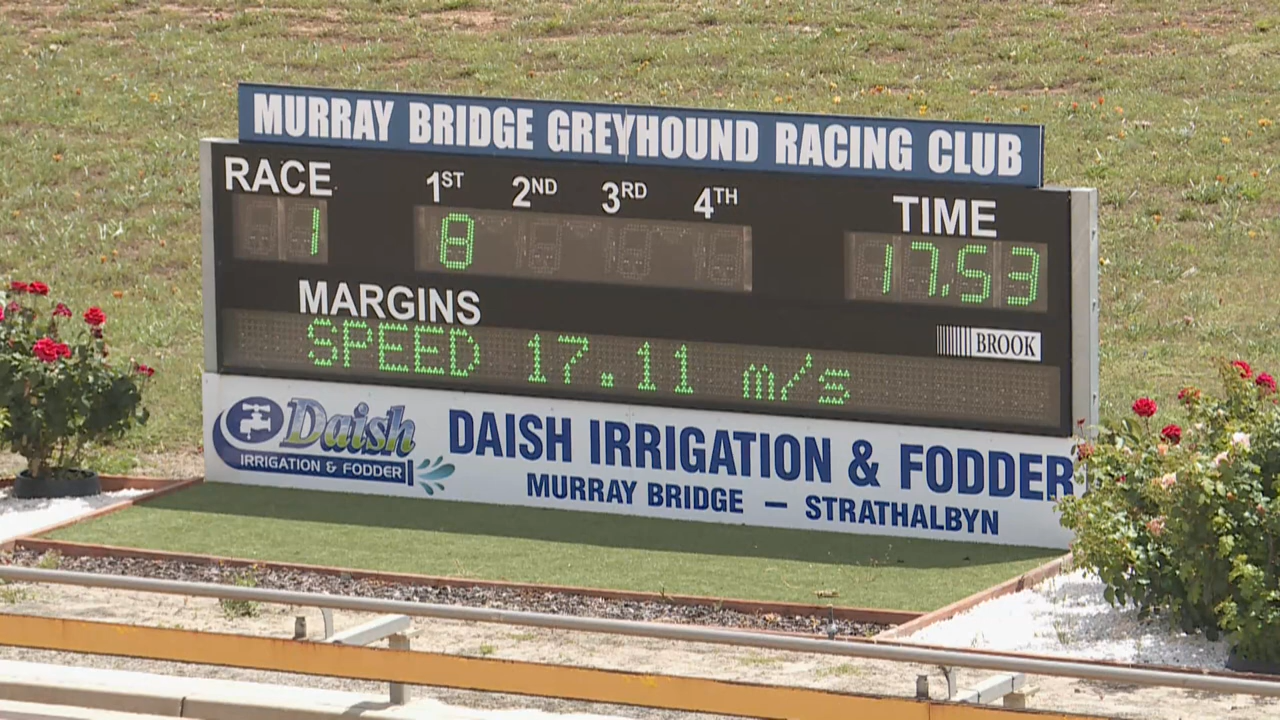 MURRAY BRIDGE GREYHOUND RACING CLUB
RACE 1ST 2ND 3RD 4TH TIME
1 8 17.53
MARGINS
BROOK
SPEED 17.11 m/s
Daish
IRRIGATION & FODDER
DAISH IRRIGATION & FODDER
MURRAY BRIDGE – STRATHALBYN